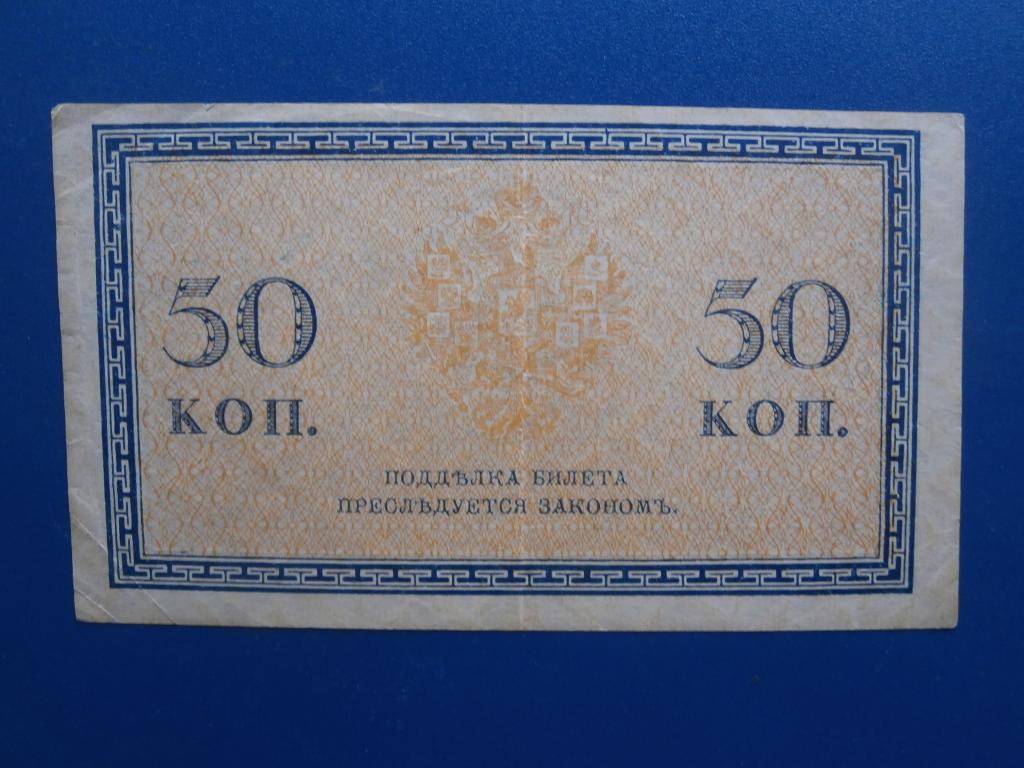 50 50
КОП. КОП.
ПОДДѢЛКА БИЛЕТА
ПРЕСЛѢДУЕТСЯ ЗАКОНОМЪ.